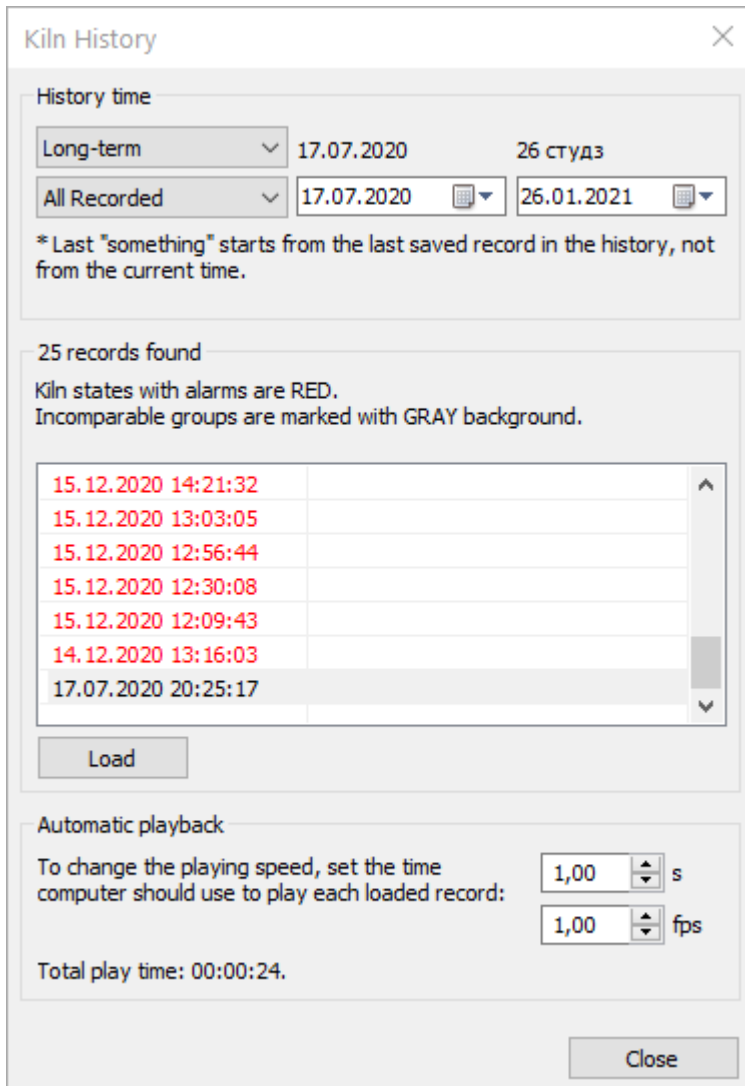 Kiln History
History time
Long-term 17.07.2020 26 студз
All Recorded 17.07.2020 26.01.2021
* Last "something" starts from the last saved record in the history, not
from the current time.
25 records found
Kiln states with alarms are RED.
Incomparable groups are marked with GRAY background.
15.12.2020 14:21:32
15.12.2020 13:03:05
15.12.2020 12:56:44
15.12.2020 12:30:08
15.12.2020 12:09:43
14.12.2020 13:16:03
17.07.2020 20:25:17
Load
Automatic playback
To change the playing speed, set the time
computer should use to play each loaded record:
1,00 s
1,00 fps
Total play time: 00:00:24.
Close